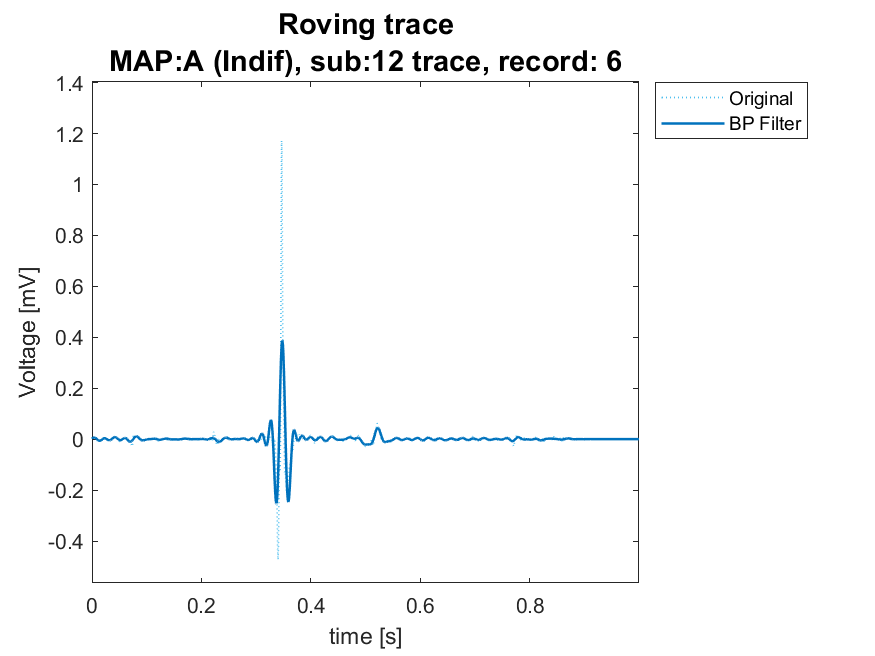 Roving trace
MAP:A (Indif), sub:12 trace, record: 6
Original
BP Filter
1.4
1.2
1
0.8
0.6
0.4
0.2
0
-0.2
-0.4
Voltage [mV]
0
0.2
0.4
0.6
0.8
time [s]